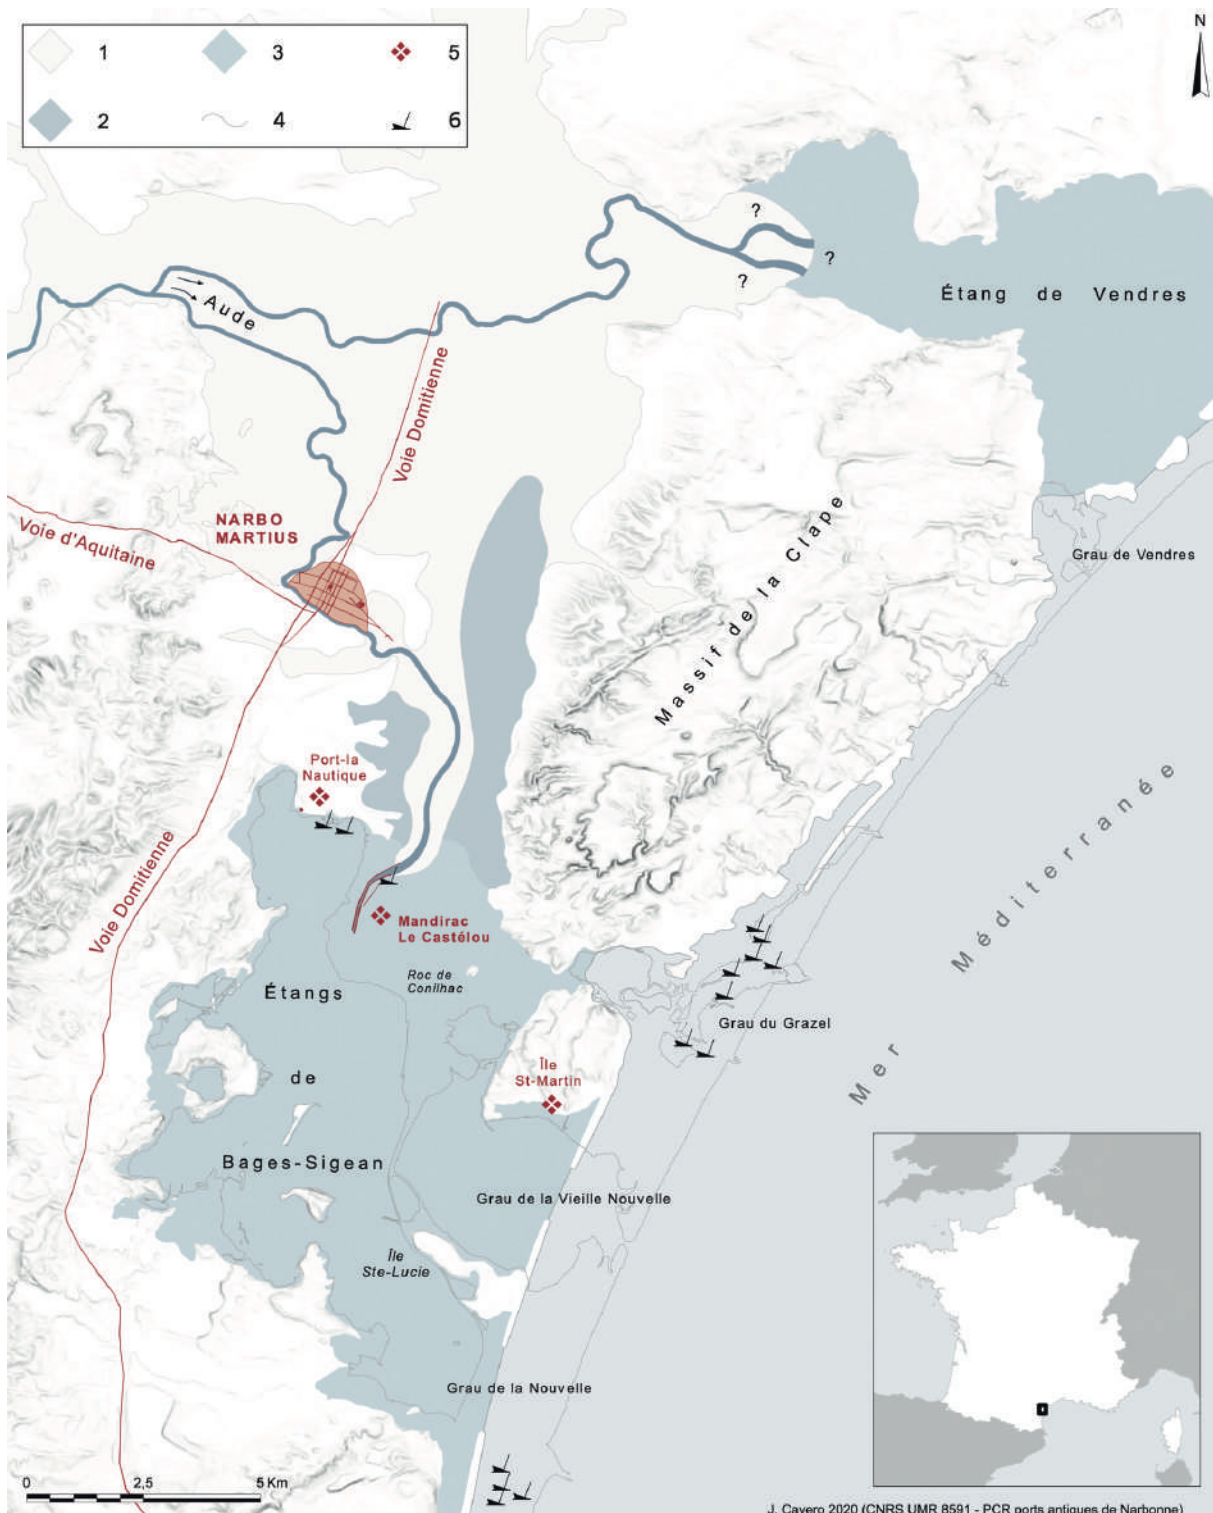 N
1
3
5
2
4
6
?
?
?
Étang de Vendres
Aude
Voie Domitienne
NARBO
MARTIUS
Voie d'Aquitaine
Grau de Vendres
Massif de la Clape
Port-la
Nautique
Voie Domitienne
Mandirac
Le Castélou
Roc de
Conilhac
Étangs
de
Bages-Sigean
Grau du Grazel
Mer Méditerranée
Île
St-Martin
Grau de la Vieille Nouvelle
Île
Ste-Lucie
Grau de la Nouvelle
0 2,5 5 Km
J. Cavero 2020 (CNRS UMR 8591 - PCR ports antiques de Narbonne)